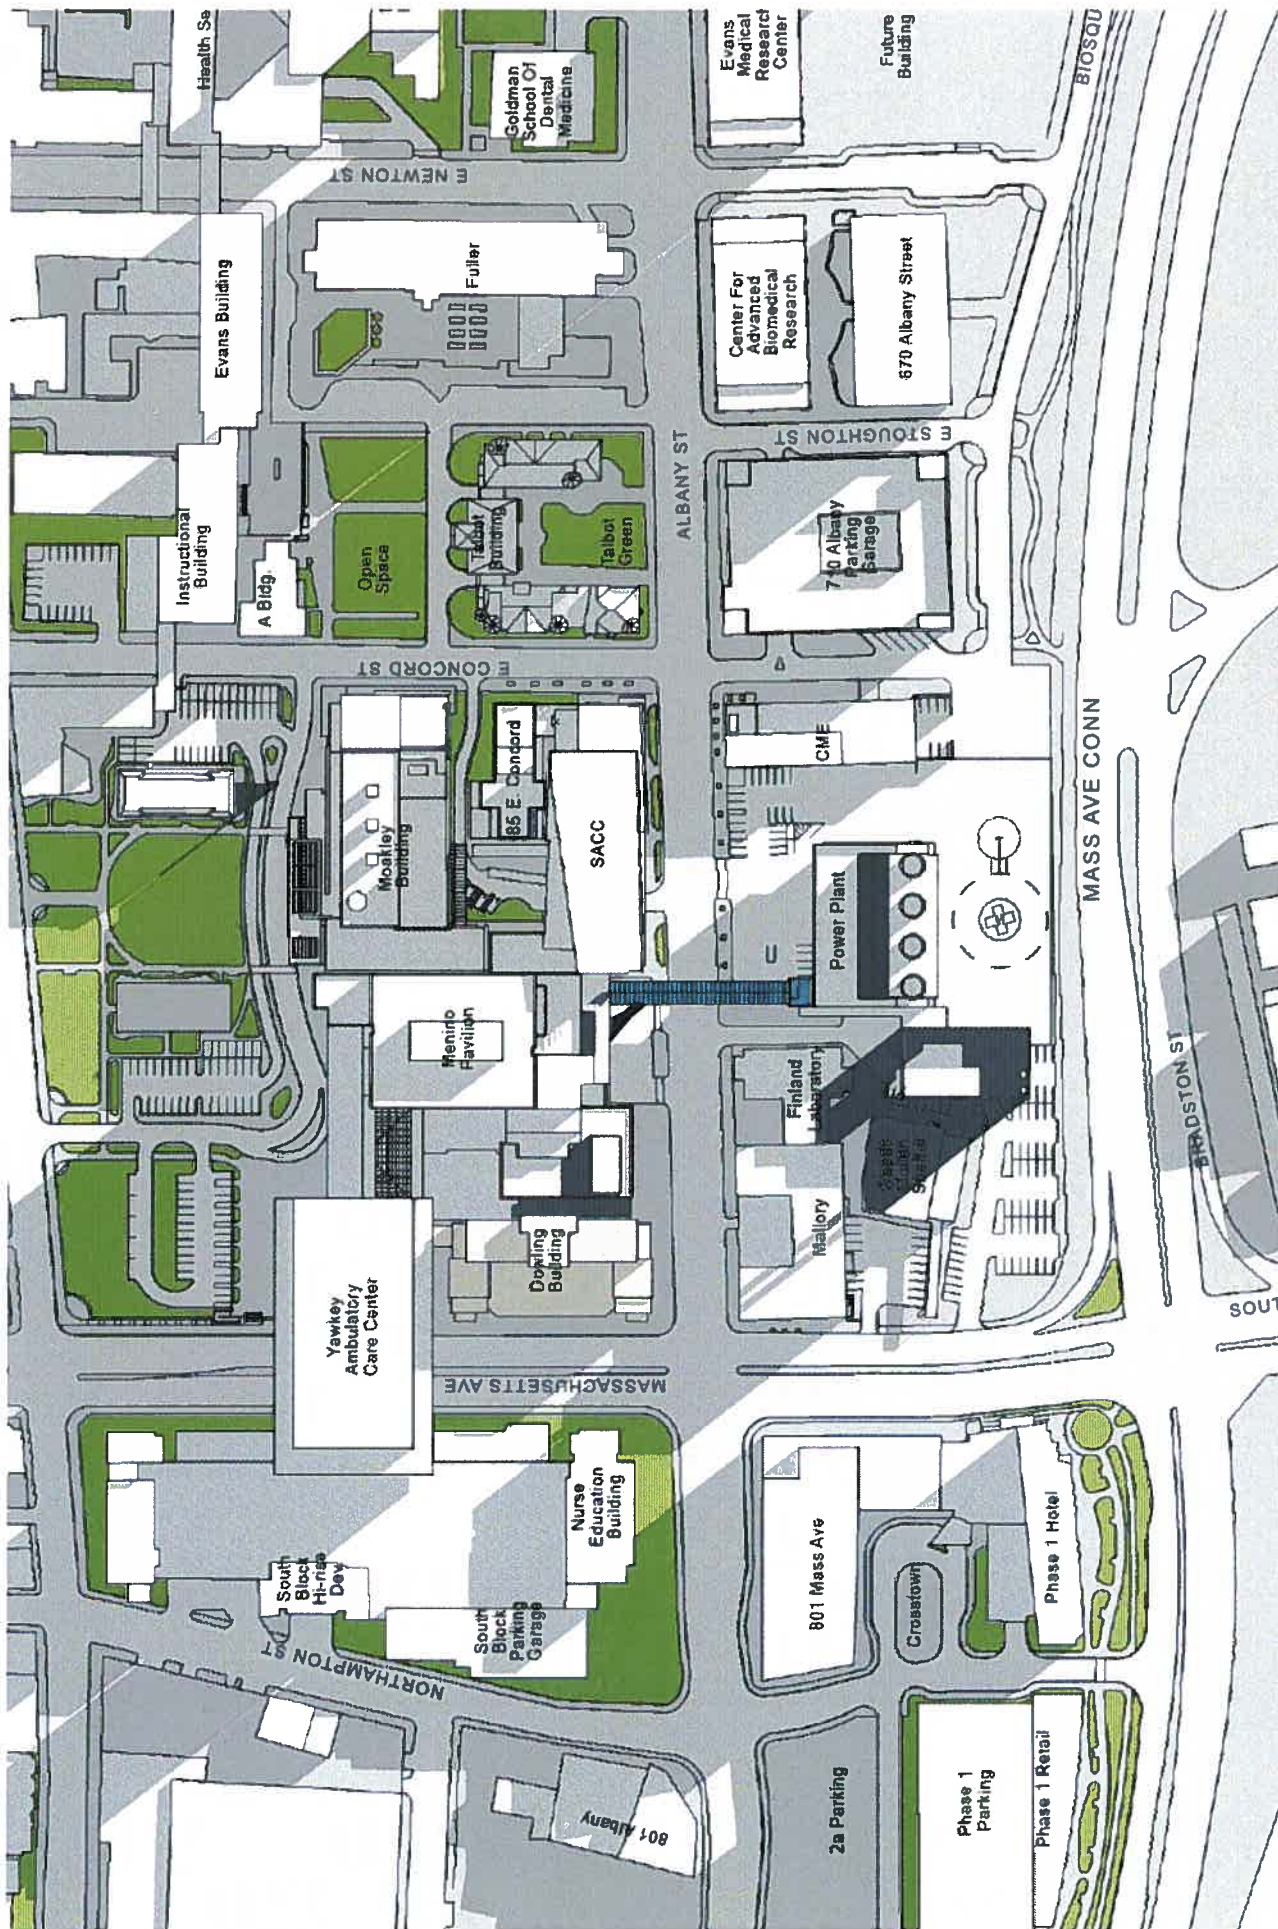 Health Se
Goldman
School Of
Dental
Medicine
Evans
Medical
Research
Center
Future
Building
BIOSQU
E NEWTON ST
Evans Building
Fuller
Center For
Advanced
Biomedical
Research
670 Albany Street
E STOUGHTON ST
ALBANY ST
Instructional
Building
A Bldg.
Open
Space
Talbot
Building
Talbot
Green
710 Albany
Parking
Garage
E CONCORD ST
Moakley
Building
85 E. Concord
SACC
CME
Power Plant
MASS AVE CONN
Menino
Pavilion
Finland
Laboratory
BRADSTON ST
Dowling
Building
Mallory
Yawkey
Ambulatory
Care Center
MASSACHUSETTS AVE
SOUT
Nurse
Education
Building
South
Block
Hi-rise
Dev
South
Block
Parking
Garage
NORTHAMPTON ST
801 Mass Ave
Crosstown
Phase 1 Hotel
801 Albany
2a Parking
Phase 1
Parking
Phase 1 Retail